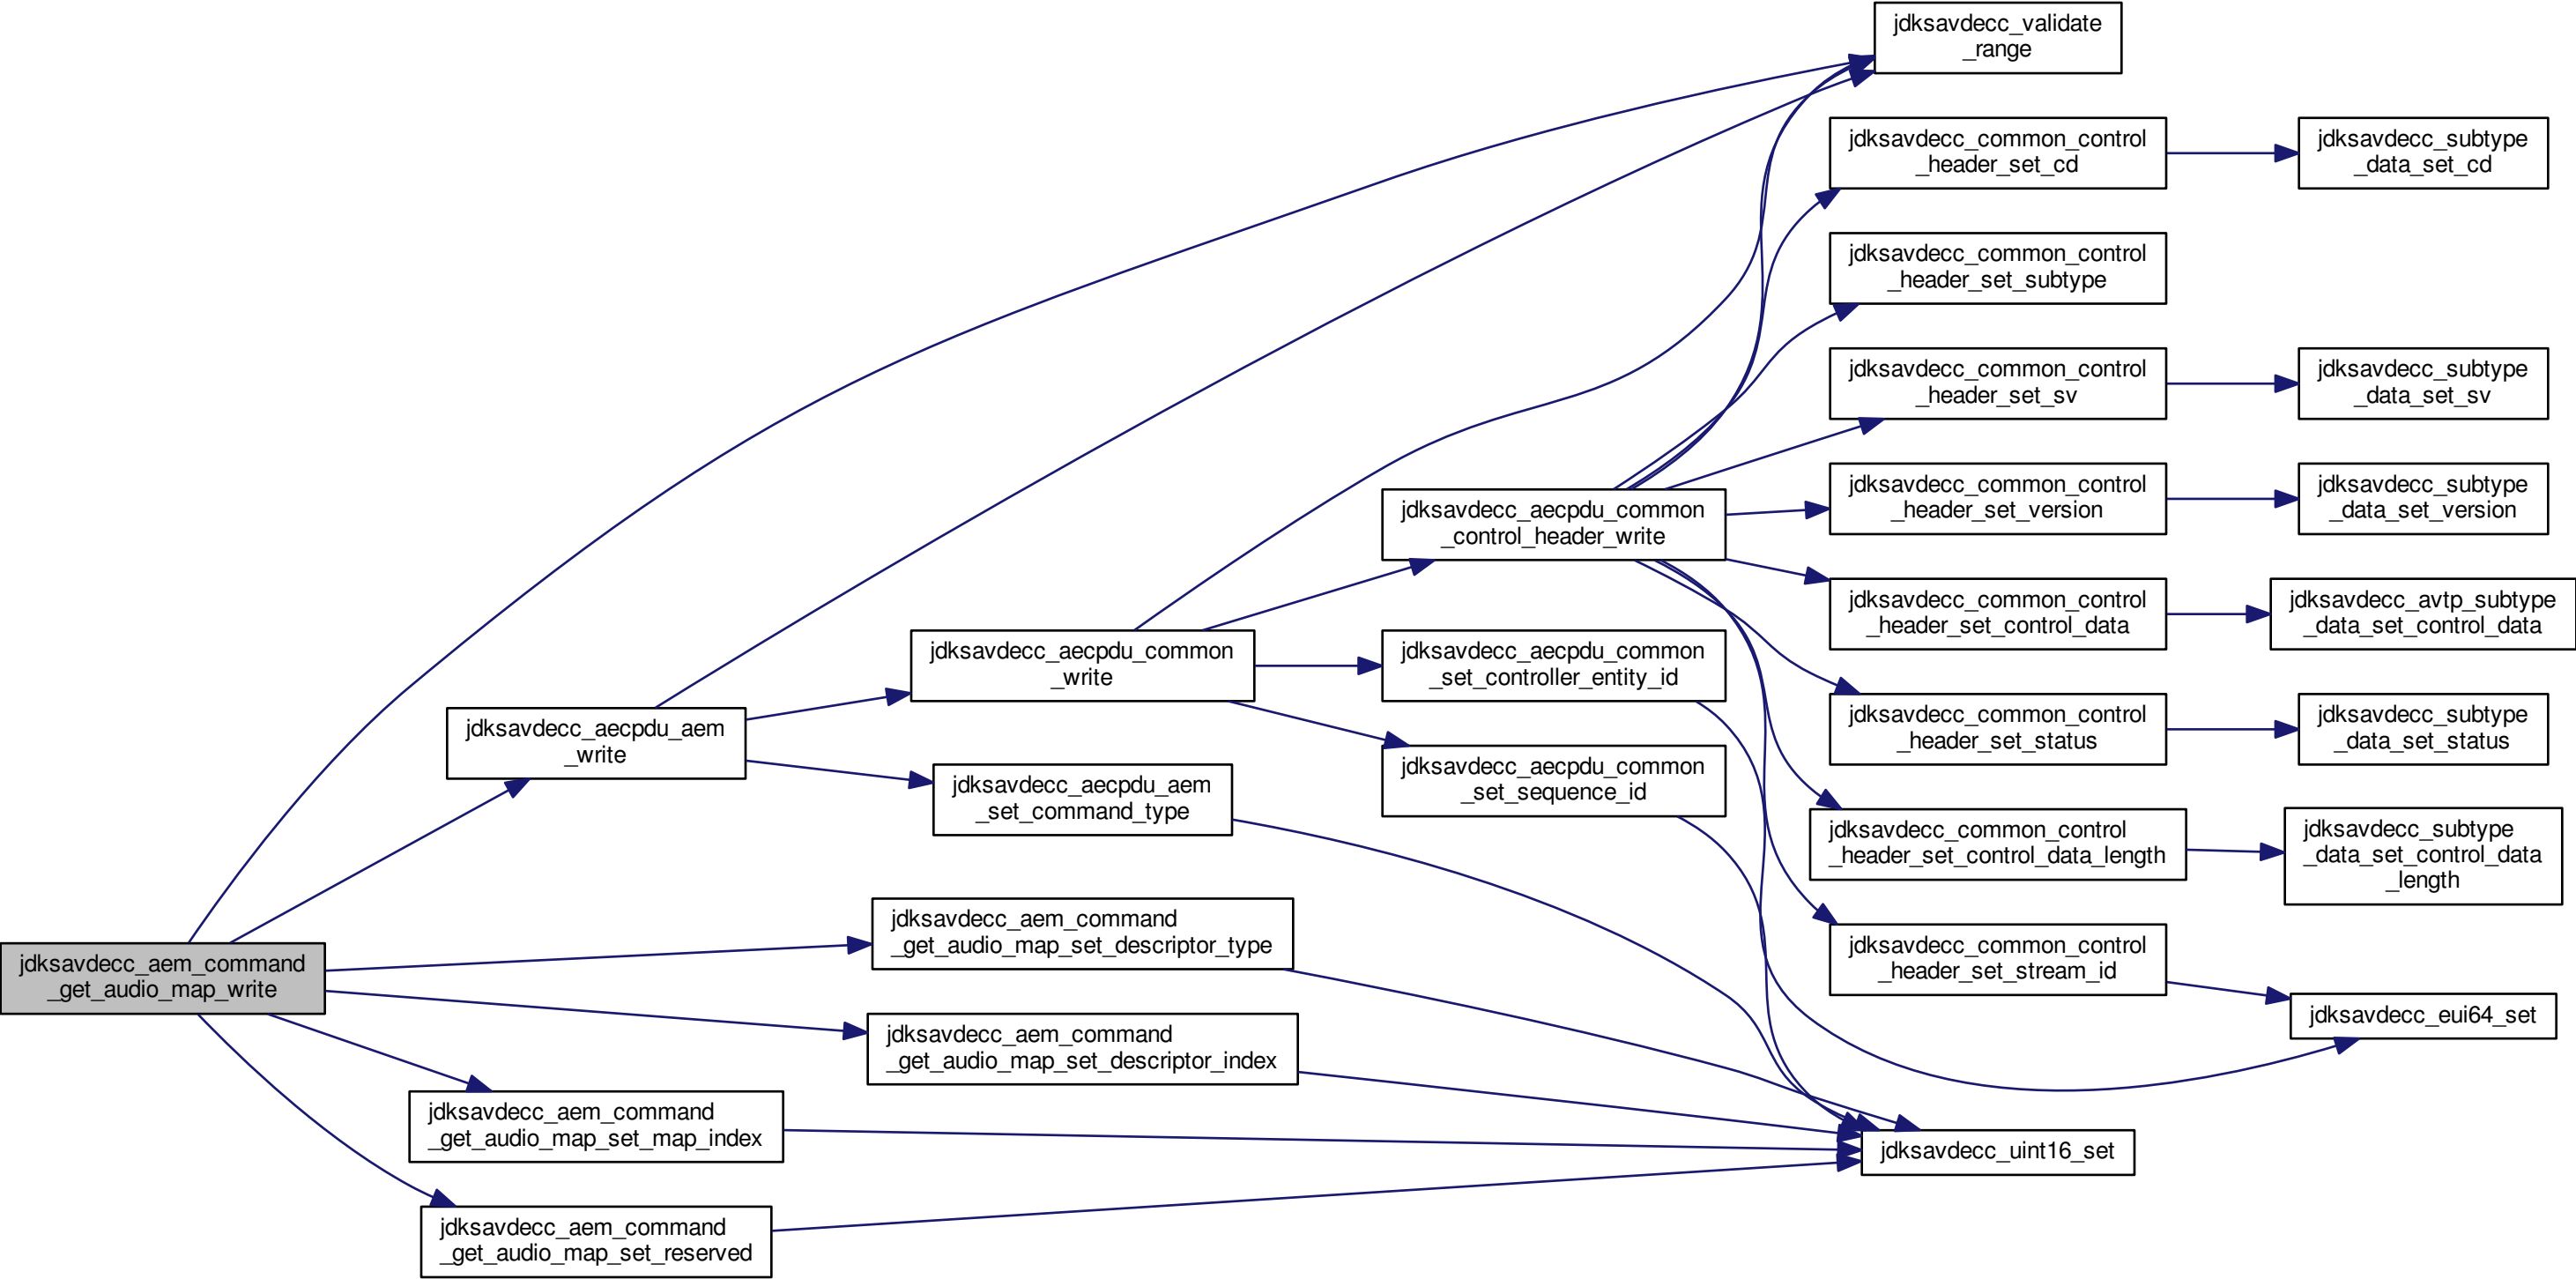 jdksavdecc_aem_command
_get_audio_map_write
jdksavdecc_aecpdu_aem
_write
jdksavdecc_aem_command
_get_audio_map_set_map_index
jdksavdecc_aem_command
_get_audio_map_set_reserved
jdksavdecc_aecpdu_common
_write
jdksavdecc_aecpdu_aem
_set_command_type
jdksavdecc_aem_command
_get_audio_map_set_descriptor_type
jdksavdecc_aem_command
_get_audio_map_set_descriptor_index
jdksavdecc_aecpdu_common
_control_header_write
jdksavdecc_aecpdu_common
_set_controller_entity_id
jdksavdecc_aecpdu_common
_set_sequence_id
jdksavdecc_validate
_range
jdksavdecc_common_control
_header_set_cd
jdksavdecc_common_control
_header_set_subtype
jdksavdecc_common_control
_header_set_sv
jdksavdecc_common_control
_header_set_version
jdksavdecc_common_control
_header_set_control_data
jdksavdecc_common_control
_header_set_status
jdksavdecc_common_control
_header_set_control_data_length
jdksavdecc_common_control
_header_set_stream_id
jdksavdecc_uint16_set
jdksavdecc_subtype
_data_set_cd
jdksavdecc_subtype
_data_set_sv
jdksavdecc_subtype
_data_set_version
jdksavdecc_avtp_subtype
_data_set_control_data
jdksavdecc_subtype
_data_set_status
jdksavdecc_subtype
_data_set_control_data
_length
jdksavdecc_eui64_set